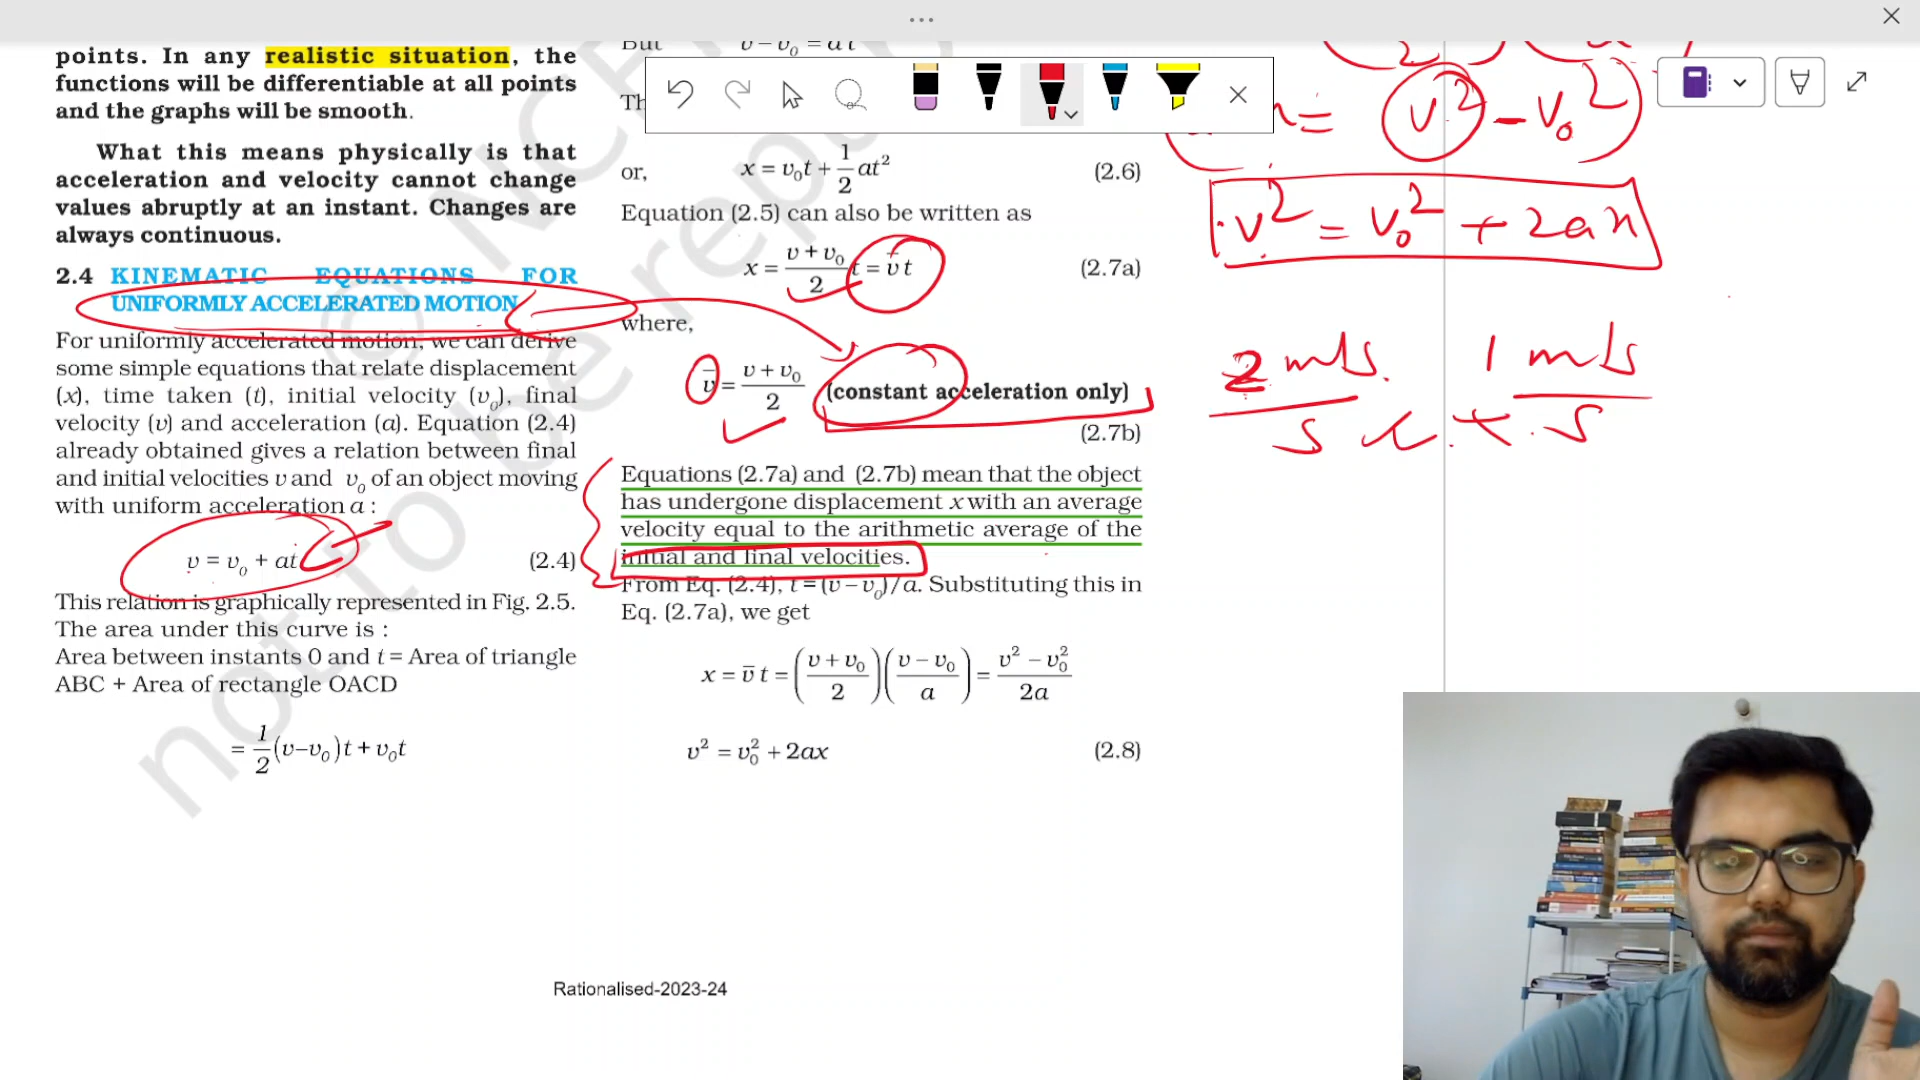 points. In any realistic situation, the
functions will be differentiable at all points
and the graphs will be smooth.
What this means physically is that
acceleration and velocity cannot change
values abruptly at an instant. Changes are
always continuous.
2.4 KINEMATIC EQUATIONS FOR
UNIFORMLY ACCELERATED MOTION
For uniformly accelerated motion, we can derive
some simple equations that relate displacement
(x), time taken (t), initial velocity (v₀), final
velocity (v) and acceleration (a). Equation (2.4)
already obtained gives a relation between final
and initial velocities v and v₀ of an object moving
with uniform acceleration a :
v = v₀ + at (2.4)
This relation is graphically represented in Fig. 2.5.
The area under this curve is :
Area between instants 0 and t = Area of triangle
ABC + Area of rectangle OACD
= 1/2 (v–v₀) t + v₀t
But v – v₀ = a t
or, x = v₀t + 1/2 at² (2.6)
Equation (2.5) can also be written as
x = (v + v₀)/2 t = v̄ t (2.7a)
where,
v̄ = (v + v₀)/2 (constant acceleration only)
(2.7b)
Equations (2.7a) and (2.7b) mean that the object
has undergone displacement x with an average
velocity equal to the arithmetic average of the
initial and final velocities.
From Eq. (2.4), t = (v – v₀)/a. Substituting this in
Eq. (2.7a), we get
x = v̄ t = ((v + v₀)/2) ((v – v₀)/a) = (v² – v₀²)/2a
v² = v₀² + 2ax (2.8)
= v² - v₀²
v² = v₀² + 2ax
2 m/s 1 m/s
S S
not to be
Rationalised-2023-24